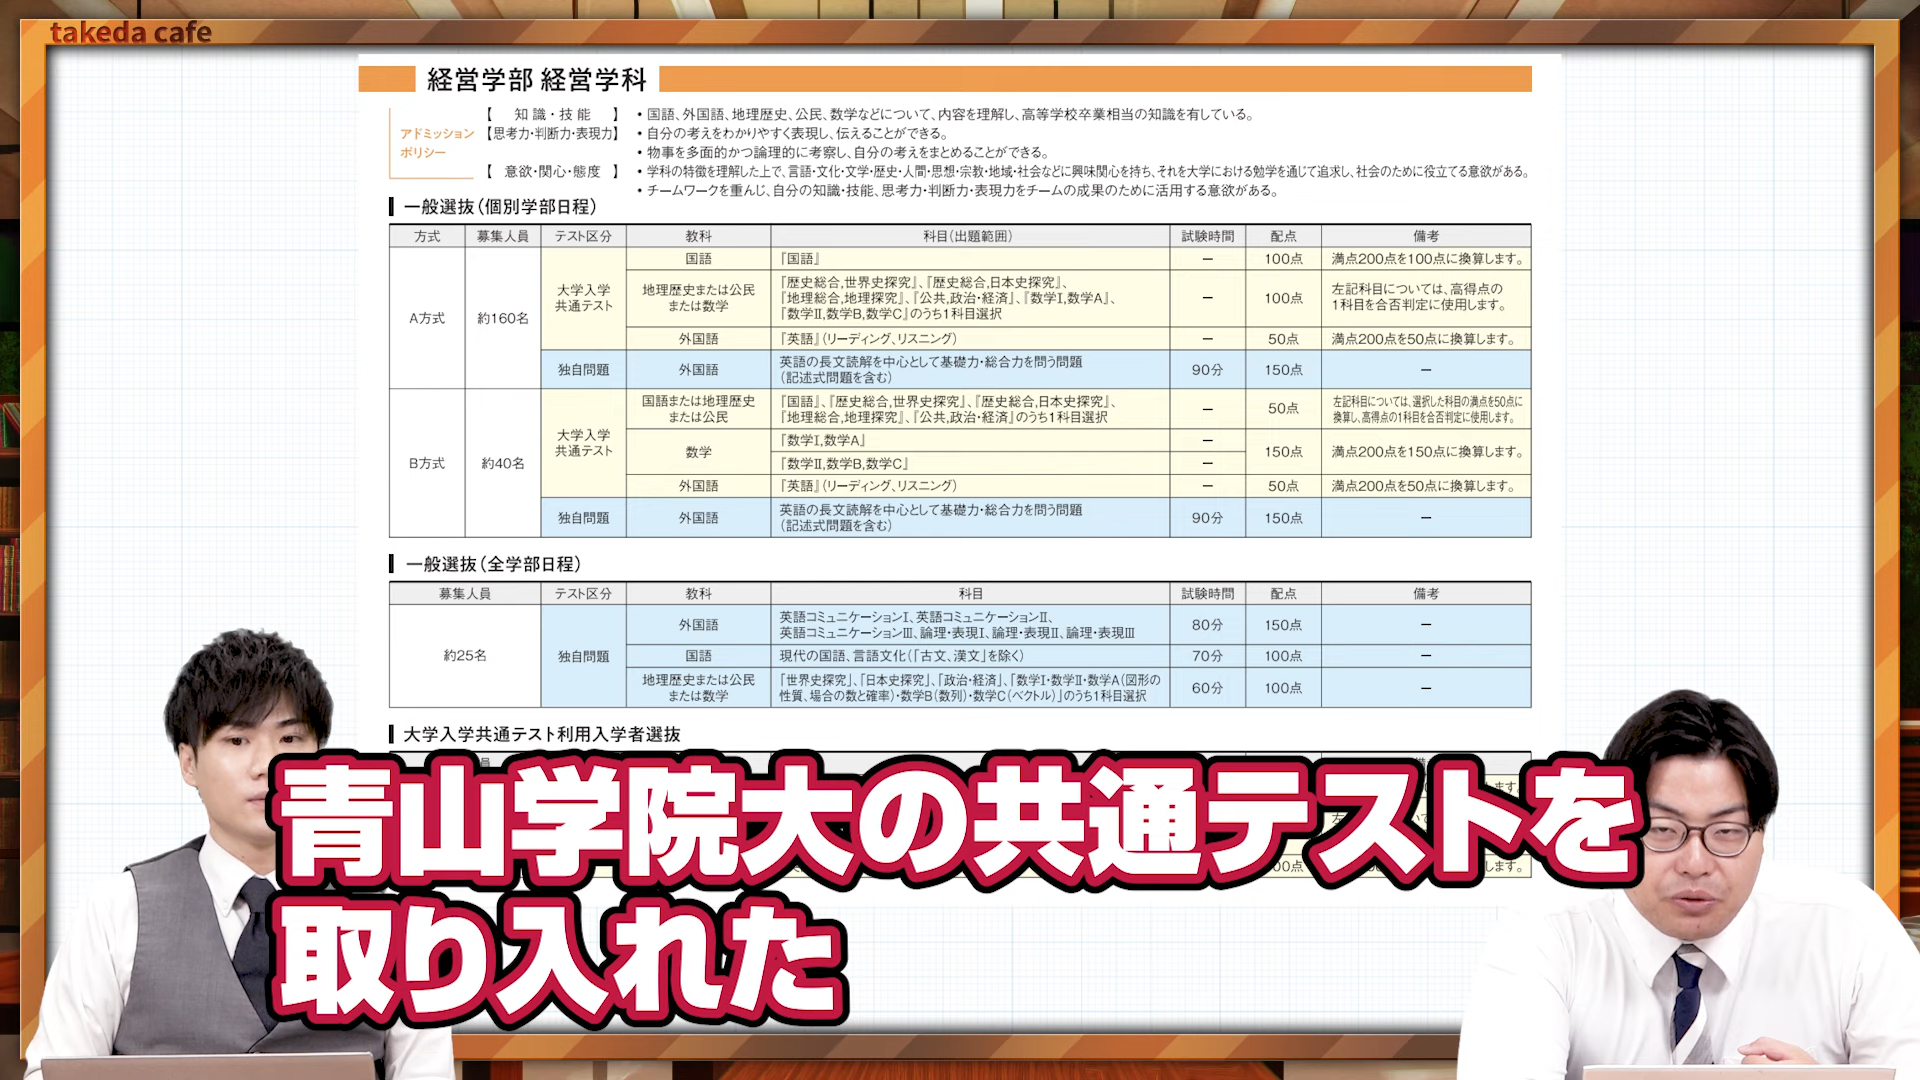 takeda cafe
経営学部 経営学科
アドミッション
ポリシー
【 知識・技能 】 •国語、外国語、地理歴史、公民、数学などについて、内容を理解し、高等学校卒業相当の知識を有している。
【思考力・判断力・表現力】 •自分の考えをわかりやすく表現し、伝えることができる。
•物事を多面的かつ論理的に考察し、自分の考えをまとめることができる。
【 意欲・関心・態度 】 •学科の特徴を理解した上で、言語・文化・文学・歴史・人間・思想・宗教・地域・社会などに興味関心を持ち、それを大学における勉学を通じて追求し、社会のために役立てる意欲がある。
•チームワークを重んじ、自分の知識・技能、思考力・判断力・表現力をチームの成果のために活用する意欲がある。
一般選抜（個別学部日程）
方式 募集人員 テスト区分 教科 科目（出題範囲） 試験時間 配点 備考
A方式 約160名
大学入学
共通テスト
国語 『国語』 ー 100点 満点200点を100点に換算します。
地理歴史または公民
または数学
『歴史総合,世界史探究』、『歴史総合,日本史探究』、
『地理総合,地理探究』、『公共,政治・経済』、『数学Ⅰ,数学A』、
『数学Ⅱ,数学B,数学C』のうち1科目選択
ー 100点
左記科目については、高得点の
1科目を合否判定に使用します。
外国語 『英語』（リーディング、リスニング） ー 50点 満点200点を50点に換算します。
独自問題 外国語
英語の長文読解を中心として基礎力・総合力を問う問題
（記述式問題を含む）
90分 150点 ー
B方式 約40名
大学入学
共通テスト
国語または地理歴史
または公民
『国語』、『歴史総合,世界史探究』、『歴史総合,日本史探究』、
『地理総合,地理探究』、『公共,政治・経済』のうち1科目選択
ー 50点
左記科目については、選択した科目の満点を50点に
換算し、高得点の1科目を合否判定に使用します。
数学
『数学Ⅰ,数学A』 ー
『数学Ⅱ,数学B,数学C』 ー
150点 満点200点を150点に換算します。
外国語 『英語』（リーディング、リスニング） ー 50点 満点200点を50点に換算します。
独自問題 外国語
英語の長文読解を中心として基礎力・総合力を問う問題
（記述式問題を含む）
90分 150点 ー
一般選抜（全学部日程）
募集人員 テスト区分 教科 科目 試験時間 配点 備考
約25名 独自問題
外国語
英語コミュニケーションⅠ、英語コミュニケーションⅡ、
英語コミュニケーションⅢ、論理・表現Ⅰ、論理・表現Ⅱ、論理・表現Ⅲ
80分 150点 ー
国語 現代の国語、言語文化（「古文、漢文」を除く） 70分 100点 ー
地理歴史または公民
または数学
「世界史探究」、「日本史探究」、「政治・経済」、「数学Ⅰ・数学Ⅱ・数学A（図形の
性質、場合の数と確率）・数学B（数列）・数学C（ベクトル）」のうち1科目選択
60分 100点 ー
大学入学共通テスト利用入学者選抜
青山学院大の共通テストを
取り入れた